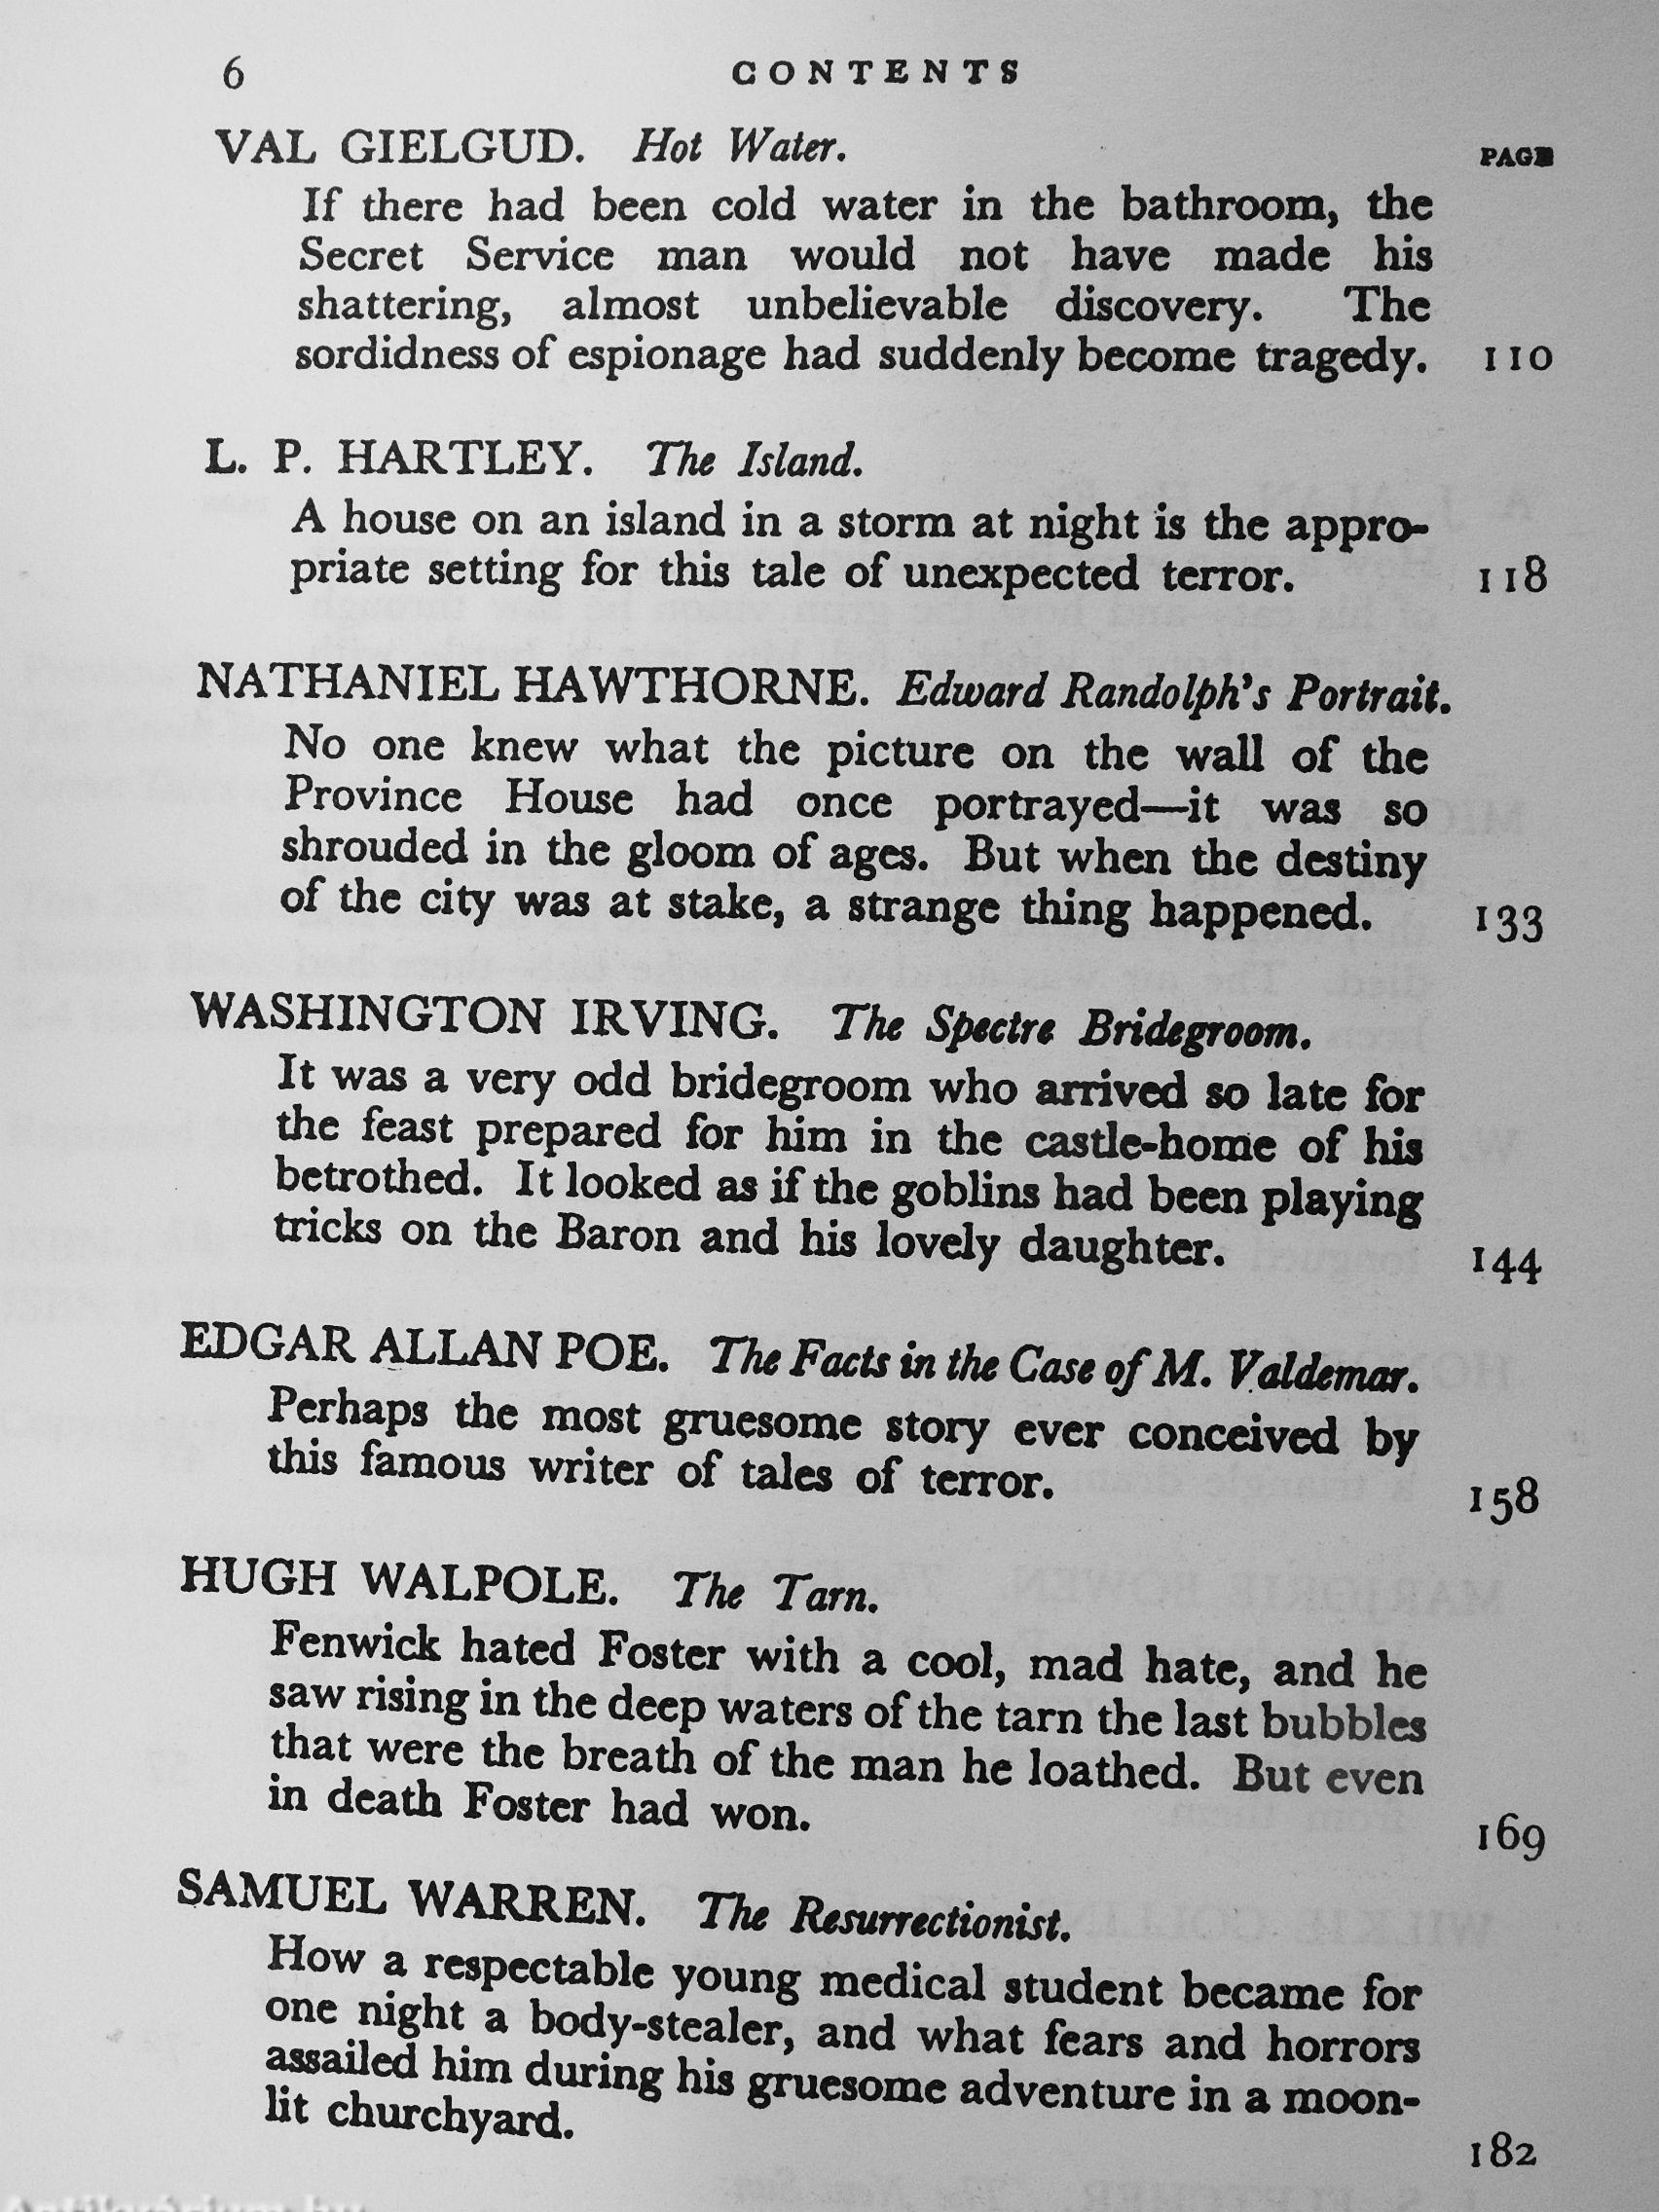 6 CONTENTS
VAL GIELGUD. Hot Water. PAGE
If there had been cold water in the bathroom, the
Secret Service man would not have made his
shattering, almost unbelievable discovery. The
sordidness of espionage had suddenly become tragedy. 110
L. P. HARTLEY. The Island.
A house on an island in a storm at night is the appro-
priate setting for this tale of unexpected terror. 118
NATHANIEL HAWTHORNE. Edward Randolph's Portrait.
No one knew what the picture on the wall of the
Province House had once portrayed—it was so
shrouded in the gloom of ages. But when the destiny
of the city was at stake, a strange thing happened. 133
WASHINGTON IRVING. The Spectre Bridegroom.
It was a very odd bridegroom who arrived so late for
the feast prepared for him in the castle-home of his
betrothed. It looked as if the goblins had been playing
tricks on the Baron and his lovely daughter. 144
EDGAR ALLAN POE. The Facts in the Case of M. Valdemar.
Perhaps the most gruesome story ever conceived by
this famous writer of tales of terror. 158
HUGH WALPOLE. The Tarn.
Fenwick hated Foster with a cool, mad hate, and he
saw rising in the deep waters of the tarn the last bubbles
that were the breath of the man he loathed. But even
in death Foster had won. 169
SAMUEL WARREN. The Resurrectionist.
How a respectable young medical student became for
one night a body-stealer, and what fears and horrors
assailed him during his gruesome adventure in a moon-
lit churchyard. 182